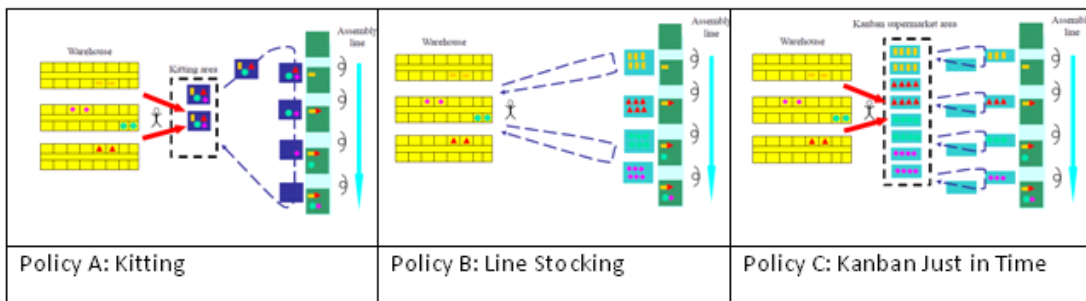 Warehouse
Kitting area
Assembly
line
Policy A: Kitting
Warehouse
Assembly
line
Policy B: Line Stocking
Kanban supermarket area
Warehouse
Assembly
line
Policy C: Kanban Just in Time